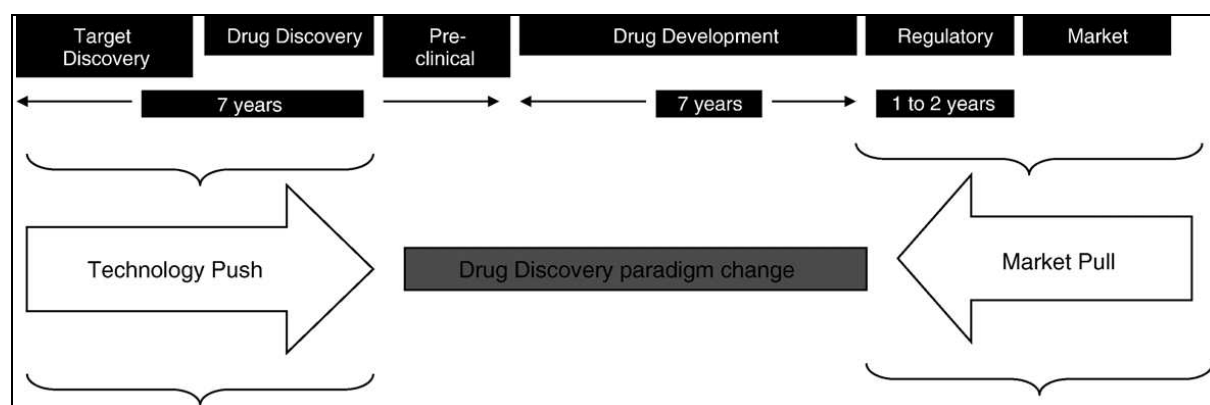 Target
Discovery
Drug Discovery
Pre-
clinical
Drug Development
Regulatory
Market
7 years
7 years
1 to 2 years
Technology Push
Drug Discovery paradigm change
Market Pull